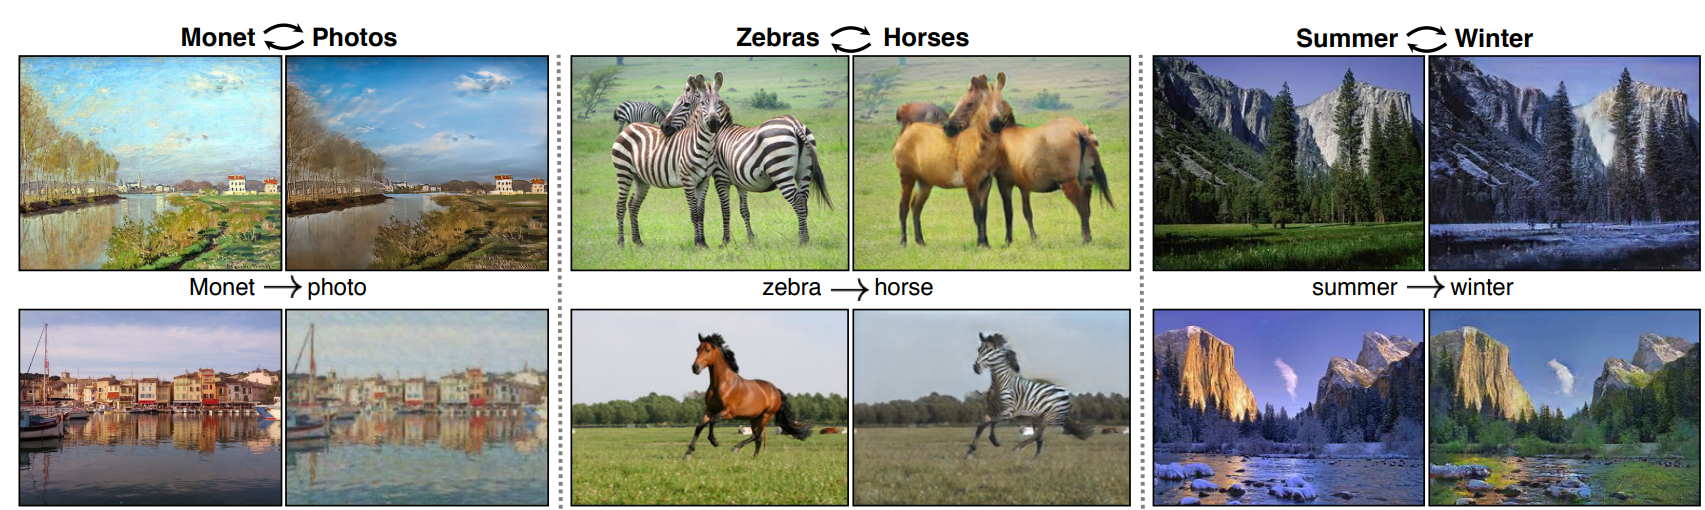 Monet Photos
Zebras Horses
Summer Winter
Monet → photo
zebra → horse
summer → winter